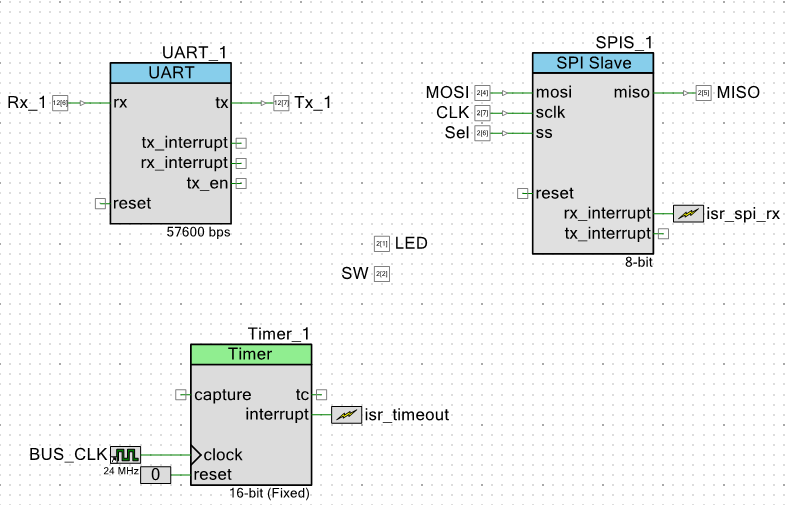 UART_1
UART
Rx_1 12[6] rx tx 12[7] Tx_1
tx_interrupt
rx_interrupt
tx_en
reset
57600 bps
SPIS_1
SPI Slave
MOSI 2[4] mosi miso 2[5] MISO
CLK 2[7] sclk
Sel 2[6] ss
reset
rx_interrupt isr_spi_rx
tx_interrupt
8-bit
2[1] LED
SW 2[2]
Timer_1
Timer
capture tc
interrupt isr_timeout
BUS_CLK clock
24 MHz
0 reset
16-bit (Fixed)